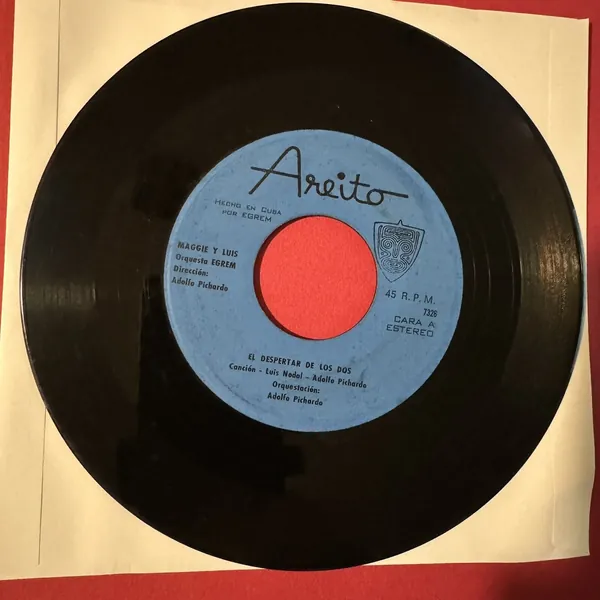 Areito
HECHO EN CUBA
POR EGREM
MAGGIE Y LUIS
Orquesta EGREM
Dirección:
Adolfo Pichardo
45 R. P. M.
7326
CARA A
ESTEREO
EL DESPERTAR DE LOS DOS
Canción - Luis Nodal - Adolfo Pichardo
Orquestación:
Adolfo Pichardo